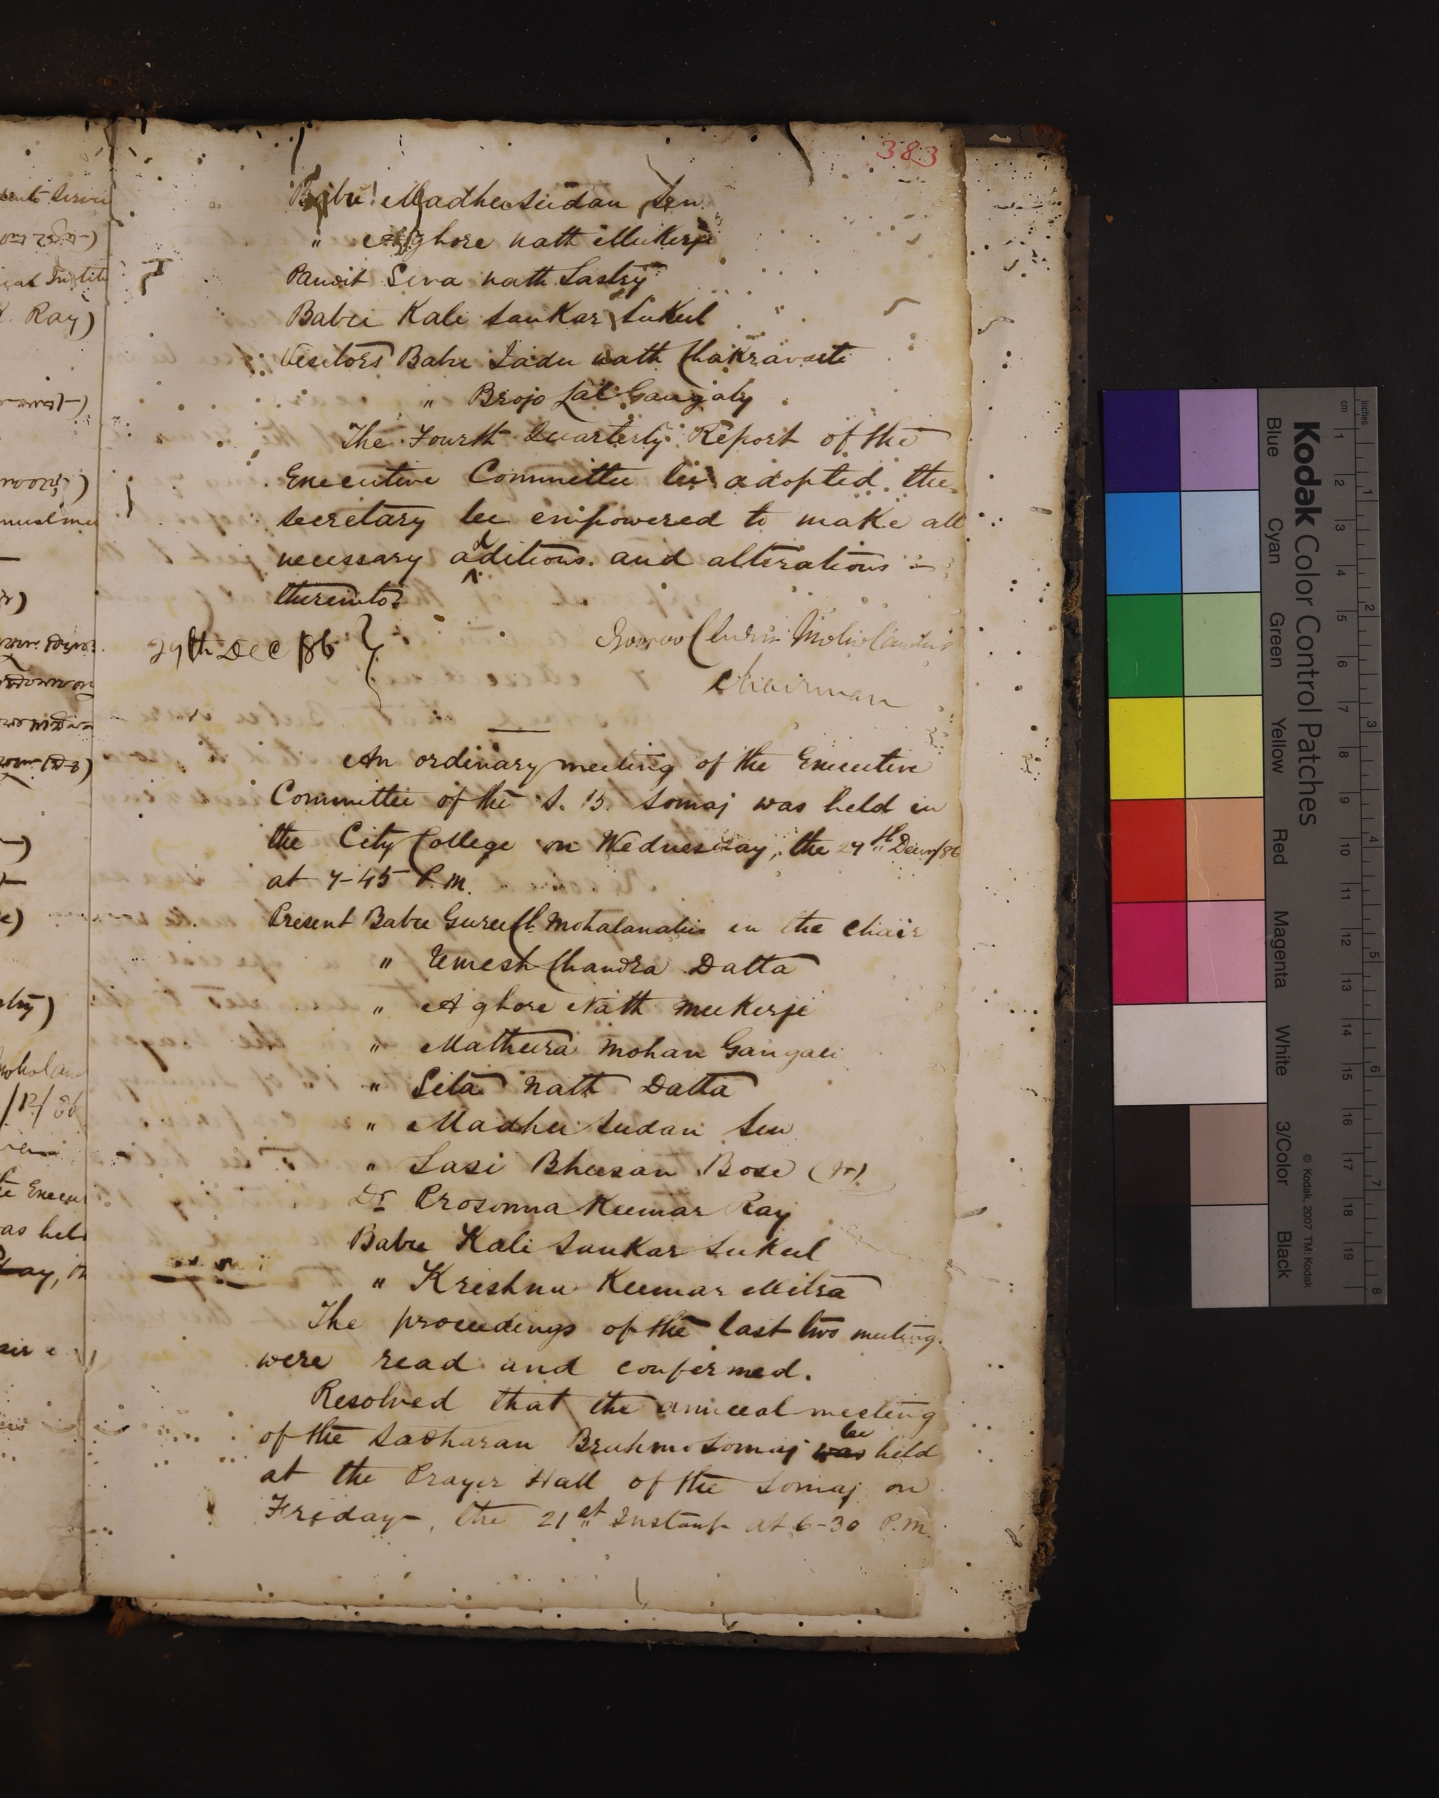 383
Babu Madhu Sudan Sen
" Aghore nath Mukerje
Pandit Siva nath Sastry
Babu Kali Sankar Sukul
Visitors Babu Jadu nath Chakravarti
" Brojo Lal Gangaly
The Fourth Quarterly Report of the
Executive Committee be adopted. the
Secretary be empowered to make all
necessary additions. and alterations
thereunto.
29th Dec /86
Gooroo Churn Moholanobis
Chairman
An ordinary meeting of the Executive
Committee of the S. B. Somaj was held in
the City College on Wednesday, the 29th Decr/86
at 7-45 P.M.
Present Babu Guru Ch. Mohalanabis in the Chair
" Umesh Chandra Datta
" Aghore Nath Mukerje
" Mathura Mohan Gangali
" Sita Nath Datta
" Madhu Sudan Sen
" Sasi Bhusan Bose
Dr Prosonna Kumar Ray
Babu Kali Sankar Sukul
" Krishna Kumar Mitra
The proceedings of the last two meeting
were read and confirmed.
Resolved that the annual meeting
of the Sadharan Bruhmo Somaj was be held
at the Prayer Hall of the Somaj on
Friday, the 21st Instant at 6-30 P.M.
Kodak Color Control Patches
Blue Cyan Green Yellow Red Magenta White 3/Color Black
© Kodak, 2007 TM: Kodak
cm 1 2 3 4 5 6 7 8 9 10 11 12 13 14 15 16 17 18 19
inches 1 2 3 4 5 6 7 8